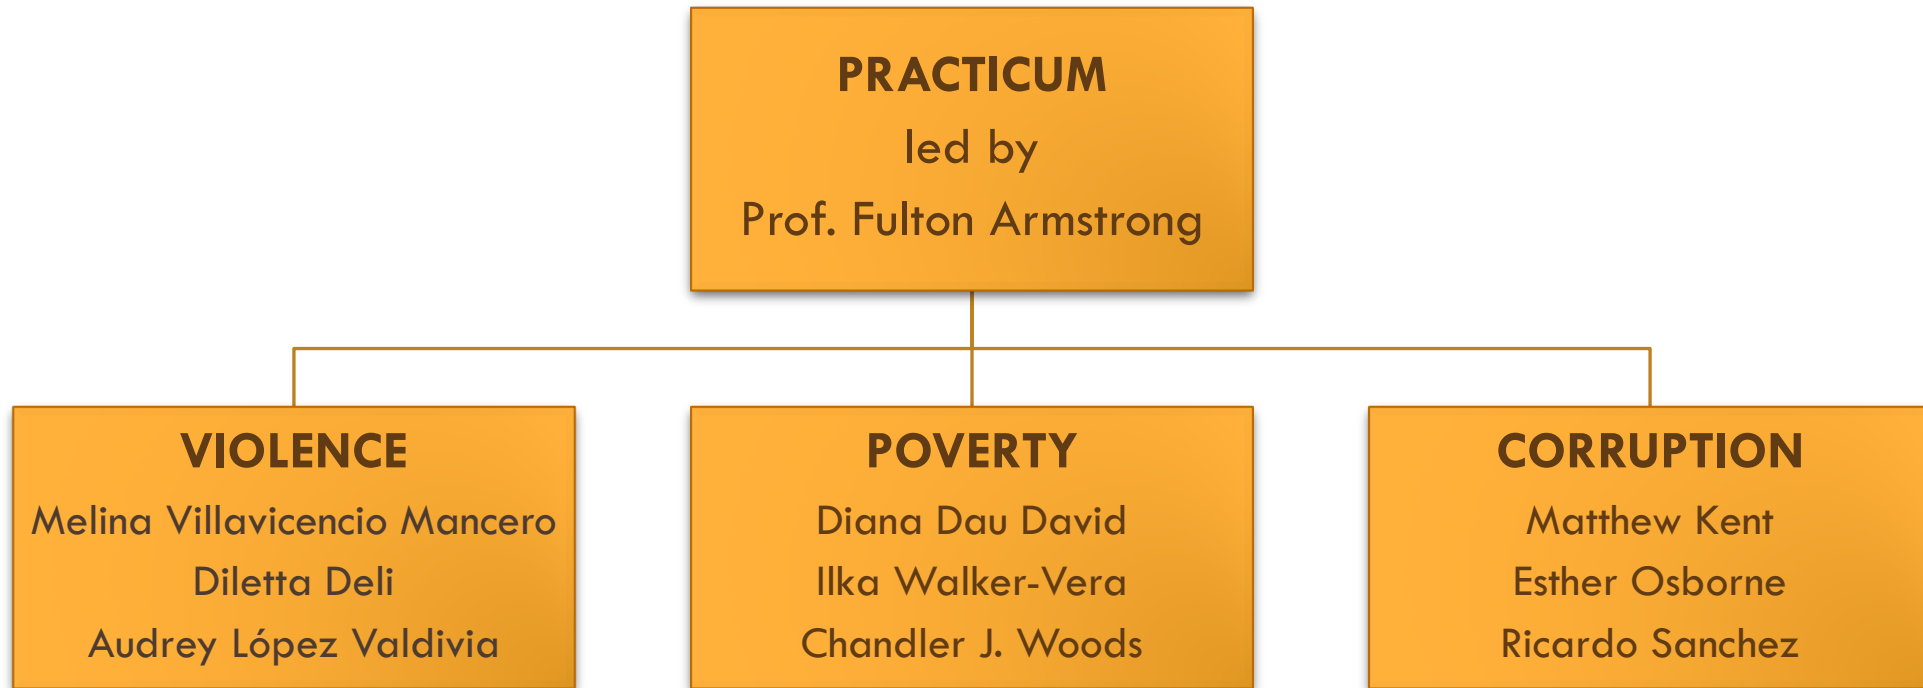 PRACTICUM
led by
Prof. Fulton Armstrong
VIOLENCE
Melina Villavicencio Mancero
Diletta Deli
Audrey López Valdivia
POVERTY
Diana Dau David
Ilka Walker-Vera
Chandler J. Woods
CORRUPTION
Matthew Kent
Esther Osborne
Ricardo Sanchez